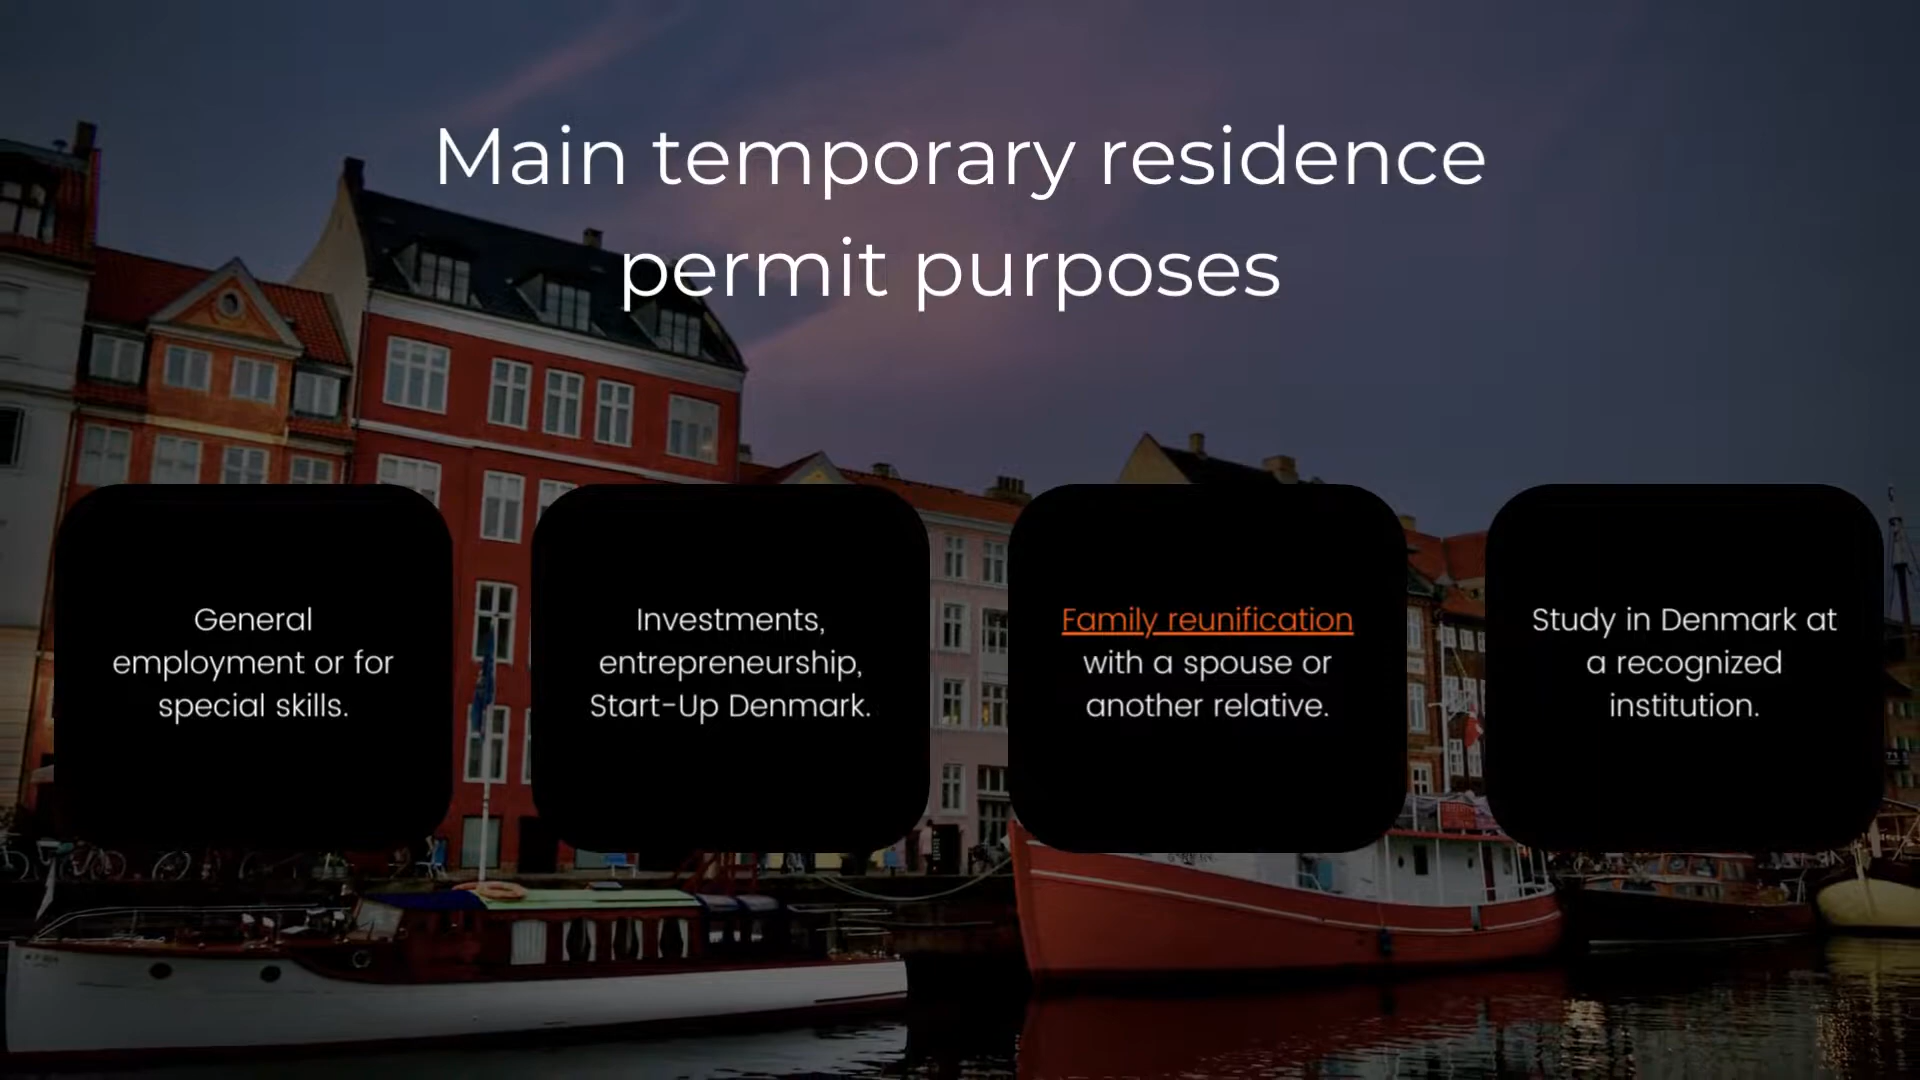 Main temporary residence
permit purposes
General
employment or for
special skills.
Investments,
entrepreneurship,
Start-Up Denmark.
Family reunification
with a spouse or
another relative.
Study in Denmark at
a recognized
institution.